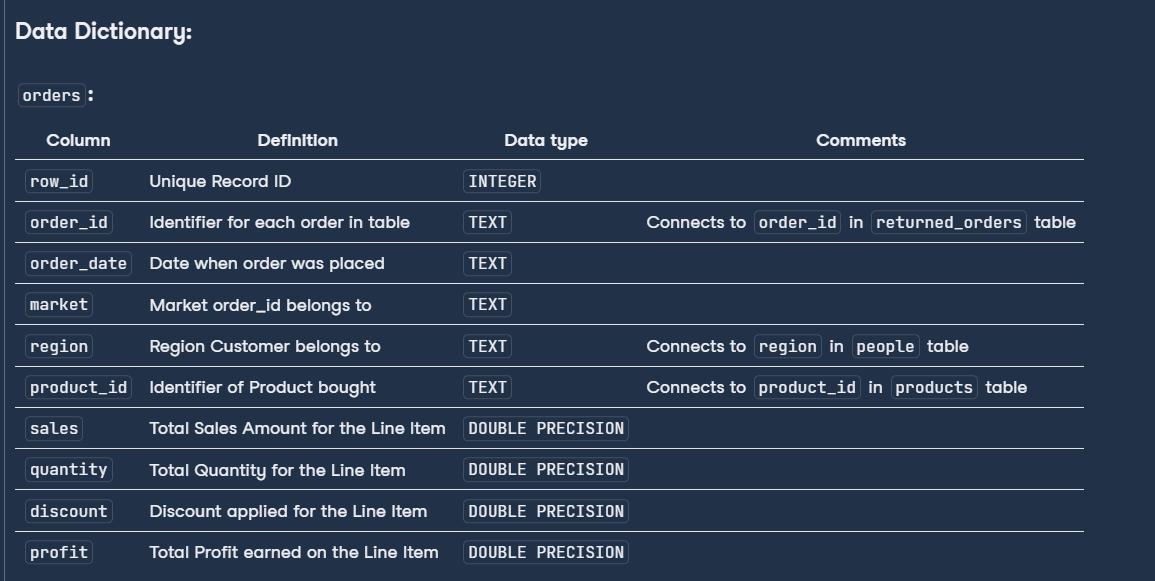 Data Dictionary:
orders:
Column Definition Data type Comments
row_id Unique Record ID INTEGER
order_id Identifier for each order in table TEXT Connects to order_id in returned_orders table
order_date Date when order was placed TEXT
market Market order_id belongs to TEXT
region Region Customer belongs to TEXT Connects to region in people table
product_id Identifier of Product bought TEXT Connects to product_id in products table
sales Total Sales Amount for the Line Item DOUBLE PRECISION
quantity Total Quantity for the Line Item DOUBLE PRECISION
discount Discount applied for the Line Item DOUBLE PRECISION
profit Total Profit earned on the Line Item DOUBLE PRECISION